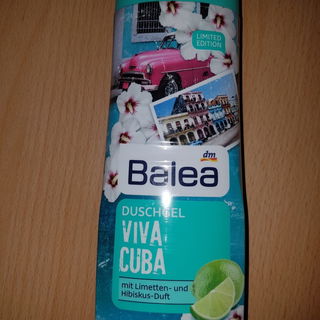 LIMITED
EDITION
dm
Balea
DUSCHGEL
VIVA
CUBA
mit Limetten- und
Hibiskus-Duft